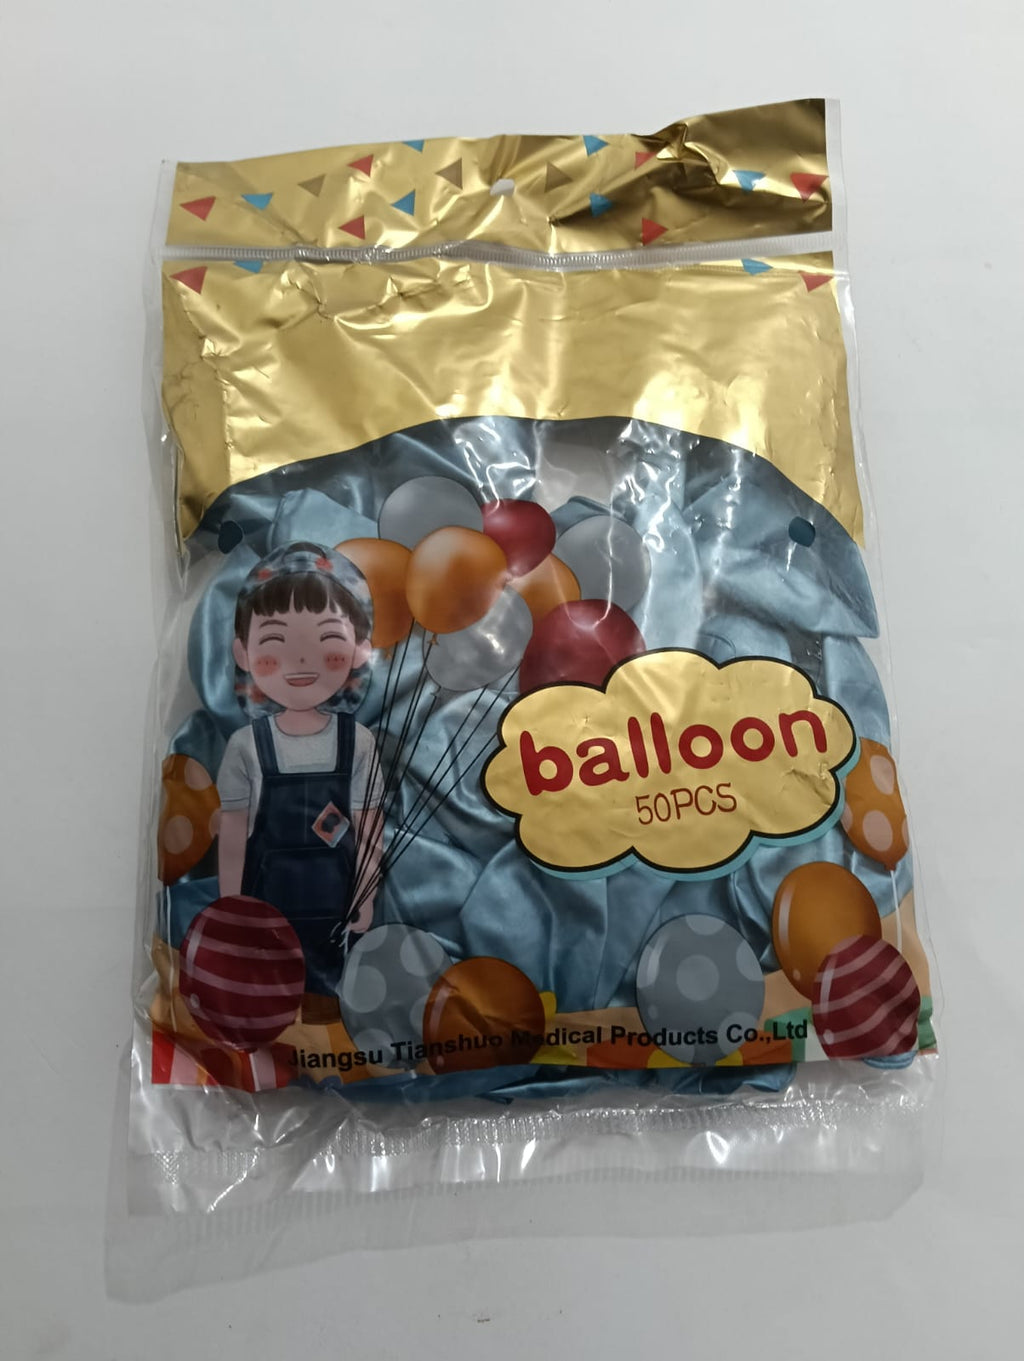 balloon
50PCS
Jiangsu Tianshuo Medical Products Co.,Ltd